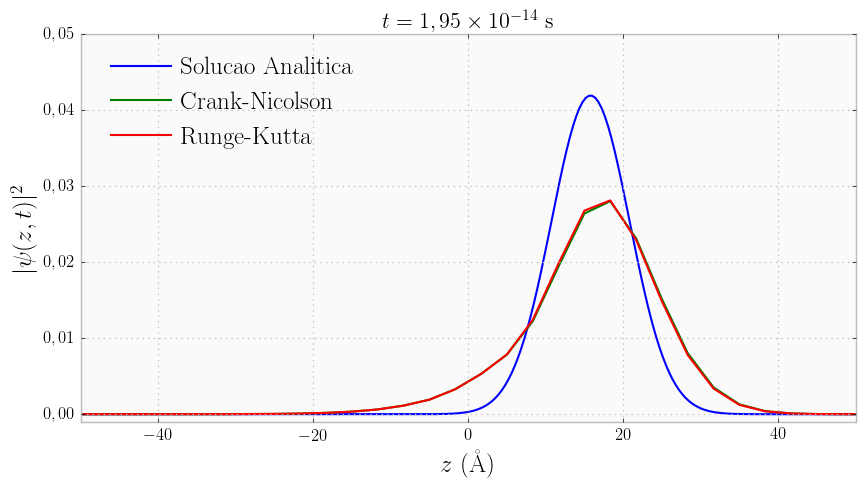 t = 1,95 × 10⁻¹⁴ s
0,05
Solucao Analitica
0,04
Crank-Nicolson
Runge-Kutta
0,03
|ψ(z, t)|²
0,02
0,01
0,00
−40 −20 0 20 40
z (Å)